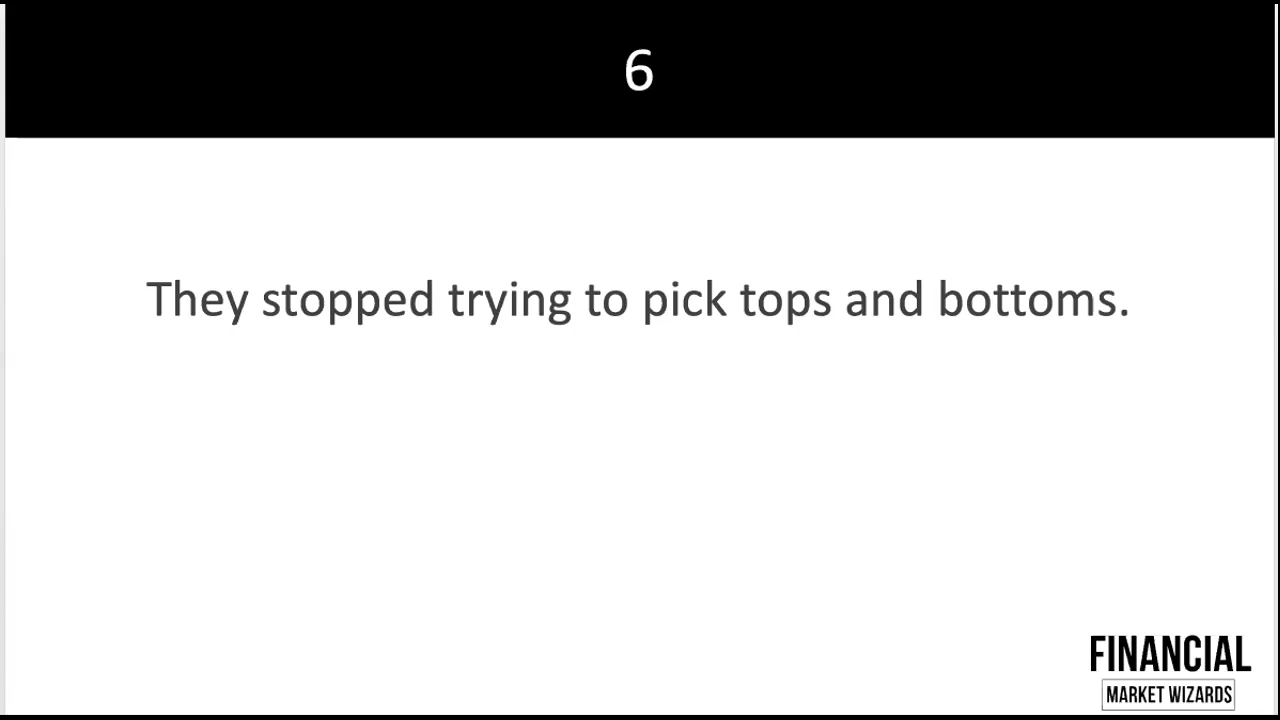 6
They stopped trying to pick tops and bottoms.
FINANCIAL
MARKET WIZARDS